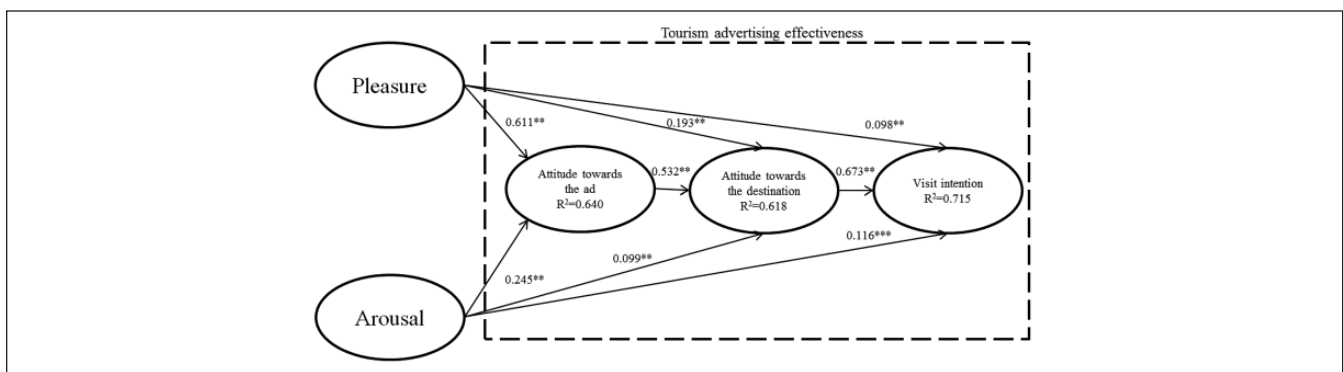 Tourism advertising effectiveness
Pleasure
0.611**
0.193**
0.098**
Attitude towards
the ad
R²=0.640
0.532**
Attitude towards
the destination
R²=0.618
0.673**
Visit intention
R²=0.715
0.245**
0.099**
0.116***
Arousal